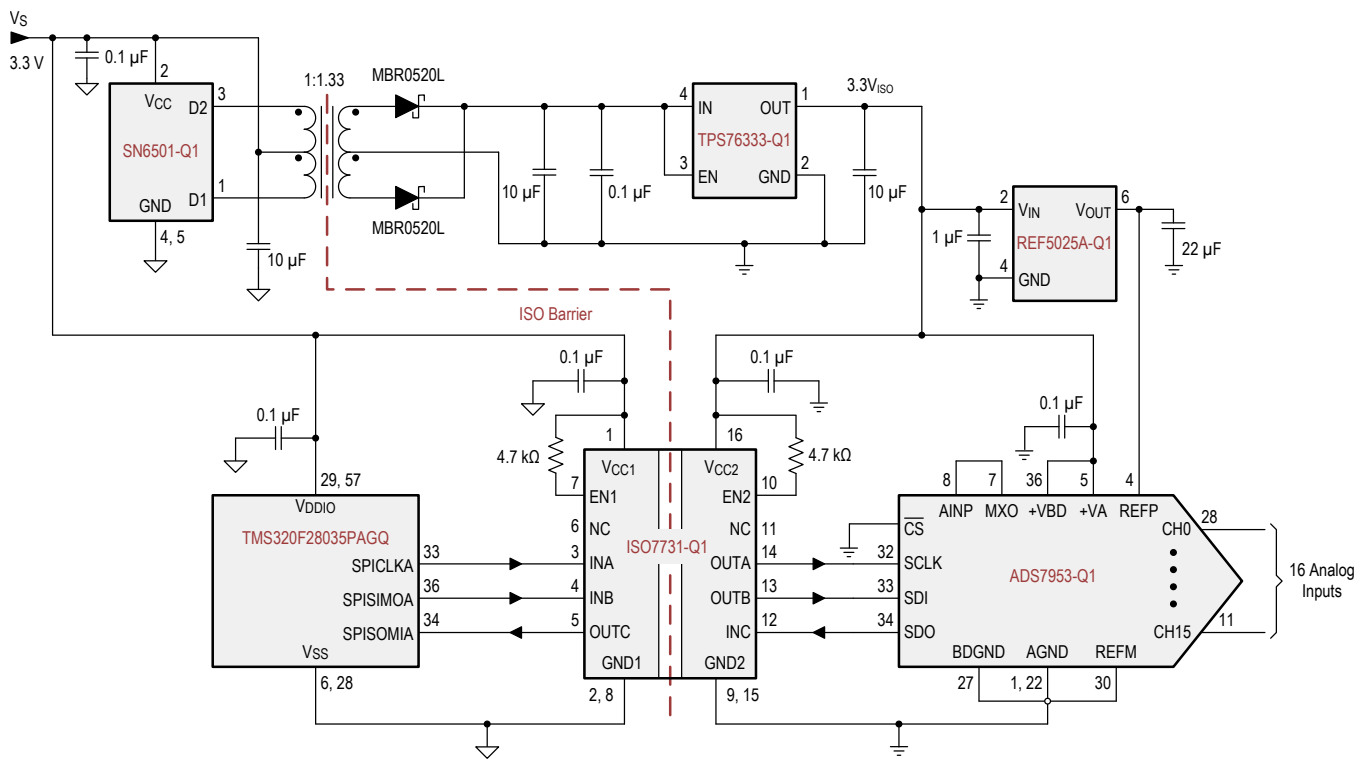 VS
3.3 V
0.1 µF
2
VCC
D2
3
SN6501-Q1
1
D1
GND
4, 5
10 µF
1:1.33
MBR0520L
MBR0520L
10 µF
0.1 µF
4
IN
OUT
1
TPS76333-Q1
3
EN
GND
2
3.3VISO
10 µF
2
VIN
VOUT
6
REF5025A-Q1
1 µF
4
GND
22 µF
ISO Barrier
0.1 µF
0.1 µF
0.1 µF
0.1 µF
4.7 kΩ
4.7 kΩ
29, 57
VDDIO
TMS320F28035PAGQ
SPICLKA
33
SPISIMOA
36
SPISOMIA
34
VSS
6, 28
1
VCC1
7
EN1
6
NC
3
INA
4
INB
5
OUTC
GND1
2, 8
ISO7731-Q1
16
VCC2
EN2
10
NC
11
OUTA
14
OUTB
13
INC
12
GND2
9, 15
8
7
36
5
4
AINP
MXO
+VBD
+VA
REFP
CS
32
SCLK
33
SDI
34
SDO
ADS7953-Q1
CH0
28
CH15
11
16 Analog
Inputs
BDGND
AGND
REFM
27
1, 22
30